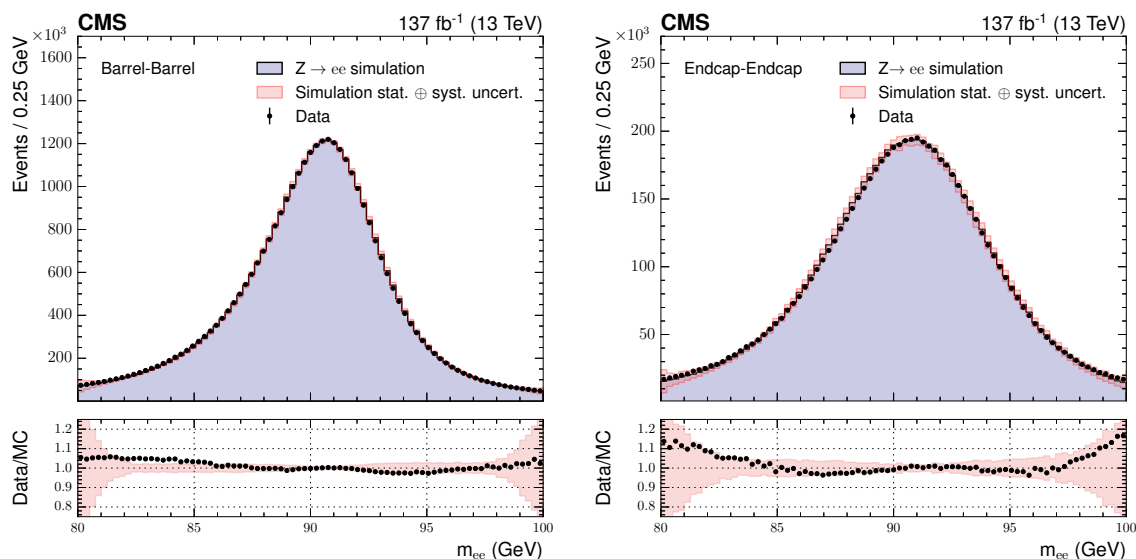 CMS 137 fb⁻¹ (13 TeV)
×10³
Events / 0.25 GeV
1600
1400
1200
1000
800
600
400
200
Barrel-Barrel
Z → ee simulation
Simulation stat. ⊕ syst. uncert.
Data
Data/MC
1.2
1.1
1.0
0.9
0.8
80 85 90 95 100
m_ee (GeV)
CMS 137 fb⁻¹ (13 TeV)
×10³
Events / 0.25 GeV
250
200
150
100
50
Endcap-Endcap
Z → ee simulation
Simulation stat. ⊕ syst. uncert.
Data
Data/MC
1.2
1.1
1.0
0.9
0.8
80 85 90 95 100
m_ee (GeV)